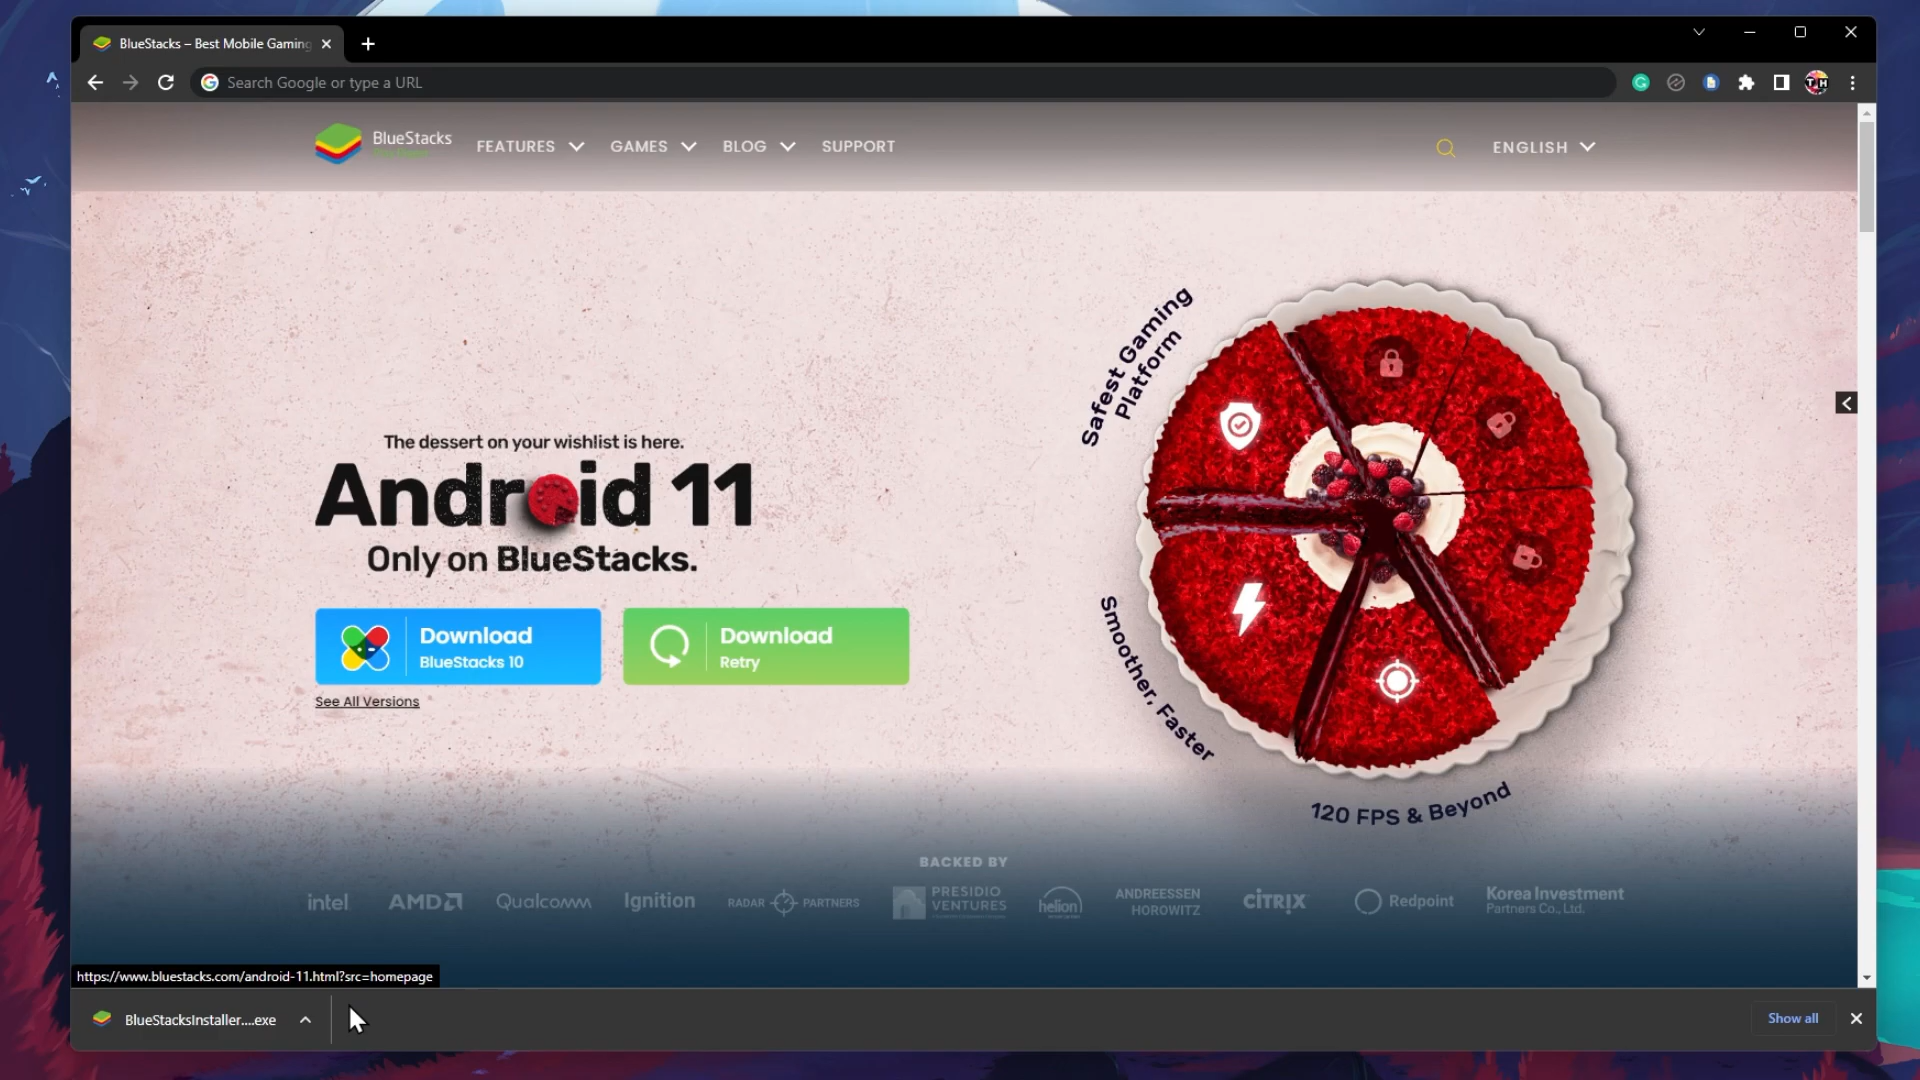 BlueStacks – Best Mobile Gaming
Search Google or type a URL
BlueStacks
FEATURES
GAMES
BLOG
SUPPORT
ENGLISH
Safest Gaming
Platform
The dessert on your wishlist is here.
Android 11
Only on BlueStacks.
Download
BlueStacks 10
Download
Retry
See All Versions
Smoother, Faster
120 FPS & Beyond
BACKED BY
intel
AMD
Qualcomm
Ignition
RADAR PARTNERS
PRESIDIO
VENTURES
helion
ANDREESSEN
HOROWITZ
CITRIX
Redpoint
Korea Investment
Partners Co., Ltd.
https://www.bluestacks.com/android-11.html?src=homepage
BlueStacksInstaller....exe
Show all